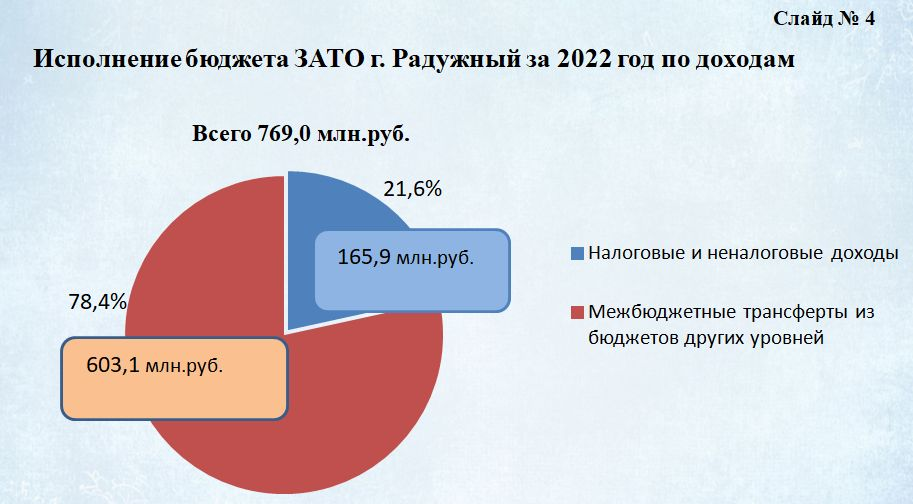 Слайд № 4
Исполнение бюджета ЗАТО г. Радужный за 2022 год по доходам
Всего 769,0 млн.руб.
21,6%
165,9 млн.руб.
78,4%
603,1 млн.руб.
Налоговые и неналоговые доходы
Межбюджетные трансферты из
бюджетов других уровней